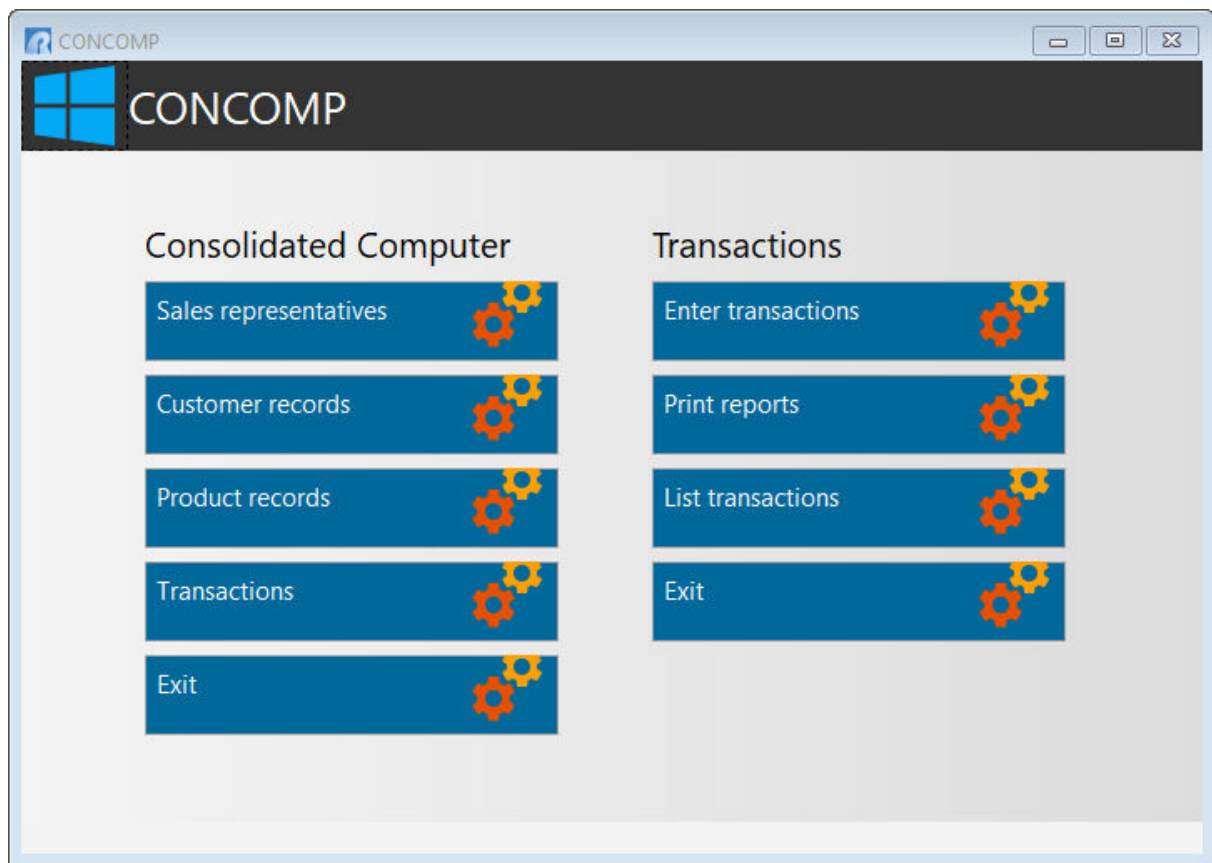 CONCOMP
CONCOMP
Consolidated Computer
Sales representatives
Customer records
Product records
Transactions
Exit
Transactions
Enter transactions
Print reports
List transactions
Exit